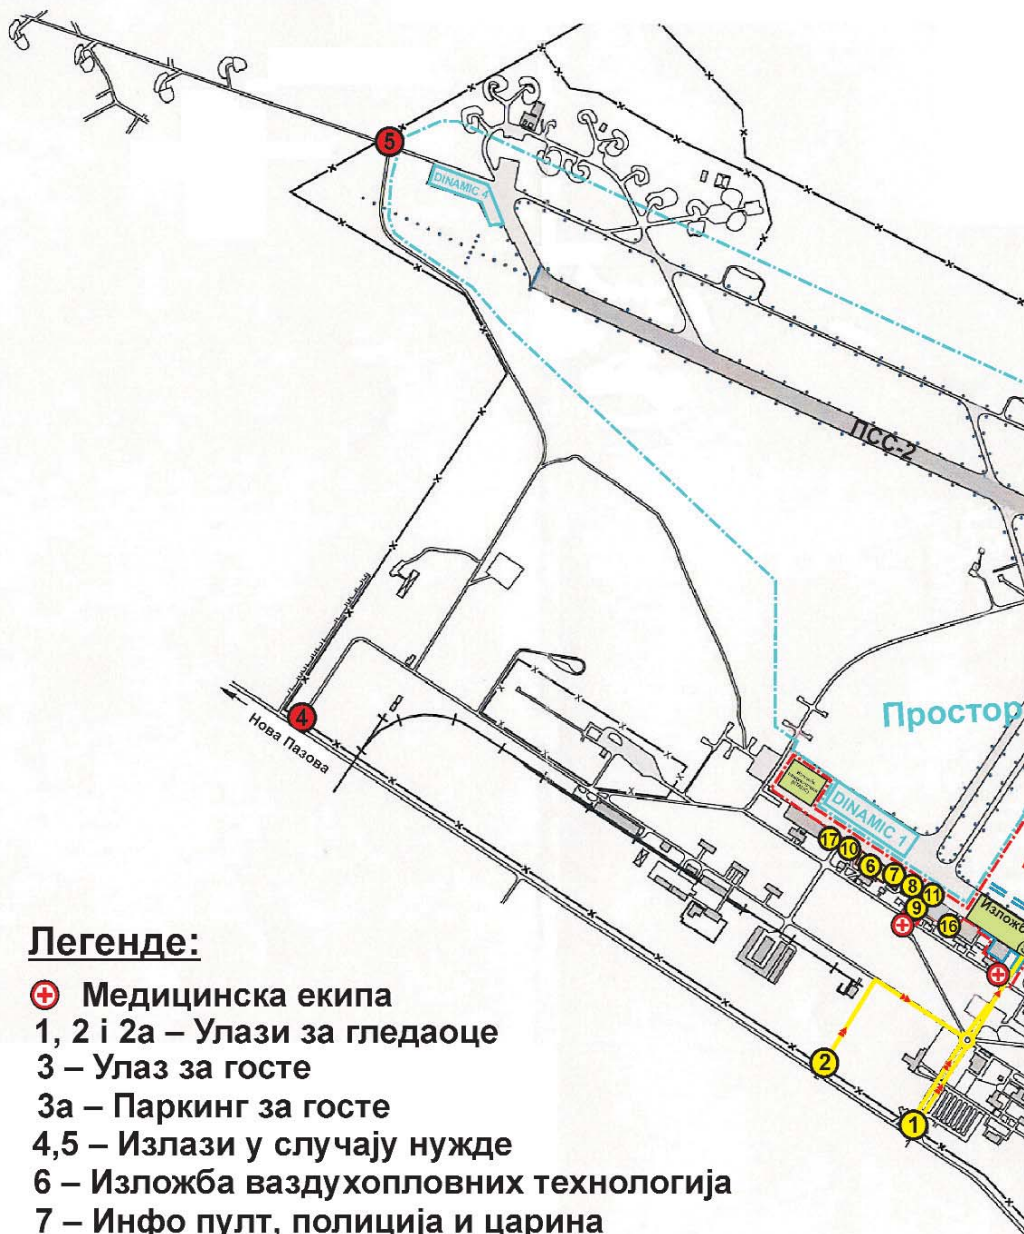 5
DINAMIC 4
ПСС-2
4
Нова Пазова
Простор
DINAMIC 1
17
10
6
7
8
11
9
16
Изложб
2
1
Легенде:
Медицинска екипа
1, 2 i 2a – Улази за гледаоце
3 – Улаз за госте
3а – Паркинг за госте
4,5 – Излази у случају нужде
6 – Изложба ваздухопловних технологија
7 – Инфо пулт, полиција и царина